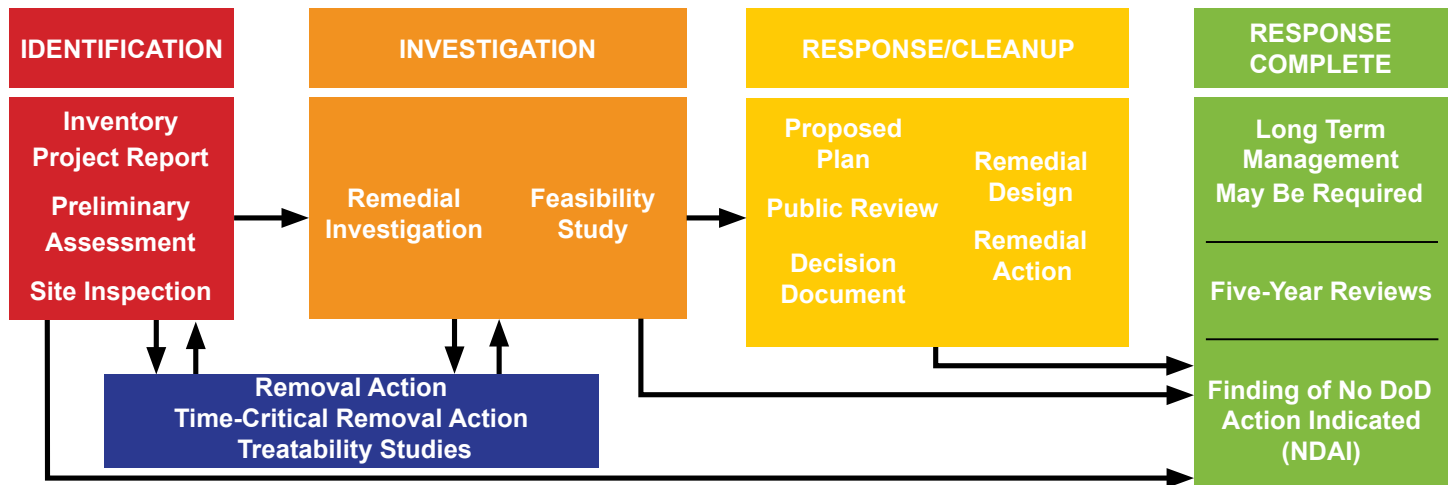 IDENTIFICATION
INVESTIGATION
RESPONSE/CLEANUP
RESPONSE
COMPLETE
Inventory
Project Report
Preliminary
Assessment
Site Inspection
Remedial
Investigation
Feasibility
Study
Proposed
Plan
Public Review
Decision
Document
Remedial
Design
Remedial
Action
Long Term
Management
May Be Required
Five-Year Reviews
Finding of No DoD
Action Indicated
(NDAI)
Removal Action
Time-Critical Removal Action
Treatability Studies